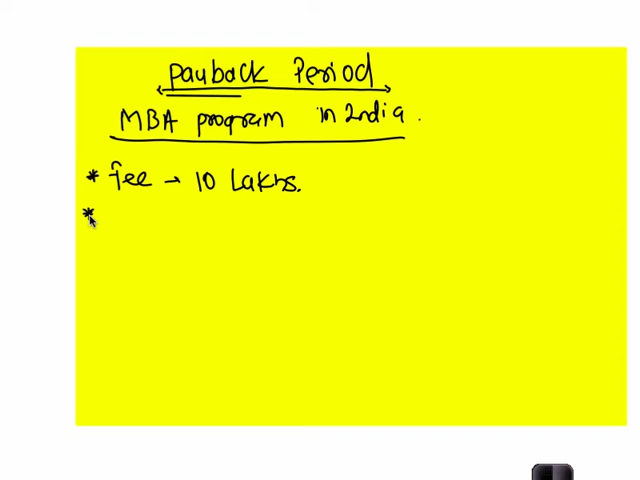 Payback Period
MBA program in India.
* fee → 10 Lakhs.
*